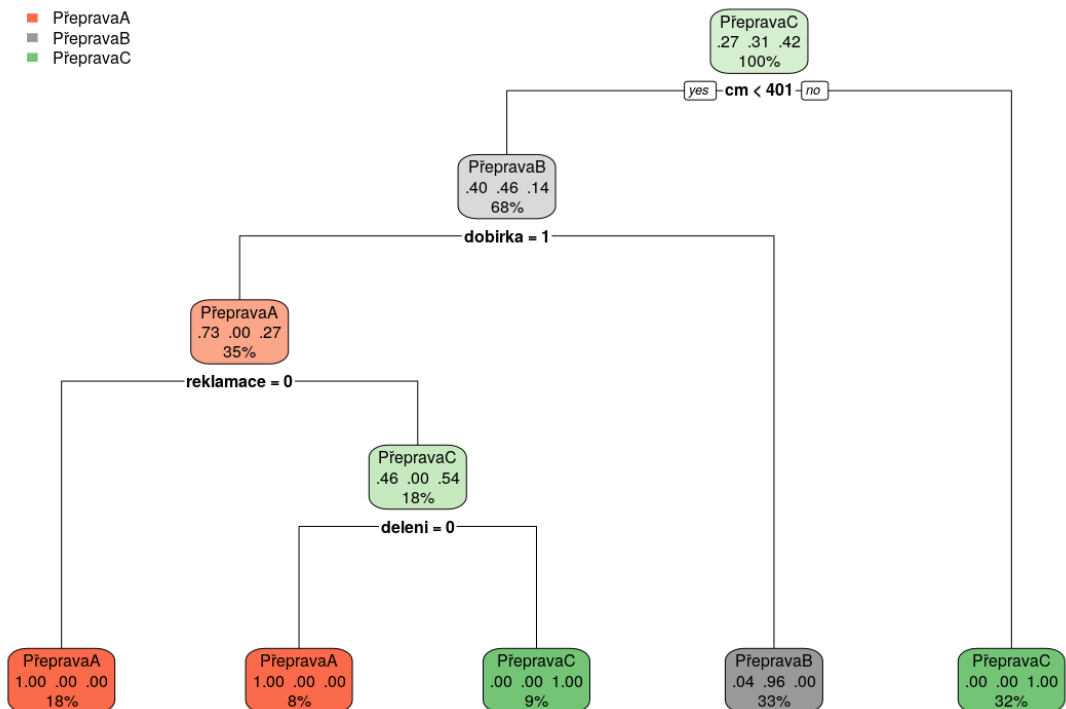 PřepravaA
PřepravaB
PřepravaC
PřepravaC
.27 .31 .42
100%
yes cm < 401 no
PřepravaB
.40 .46 .14
68%
dobirka = 1
PřepravaA
.73 .00 .27
35%
reklamace = 0
PřepravaC
.46 .00 .54
18%
deleni = 0
PřepravaA
1.00 .00 .00
18%
PřepravaA
1.00 .00 .00
8%
PřepravaC
.00 .00 1.00
9%
PřepravaB
.04 .96 .00
33%
PřepravaC
.00 .00 1.00
32%